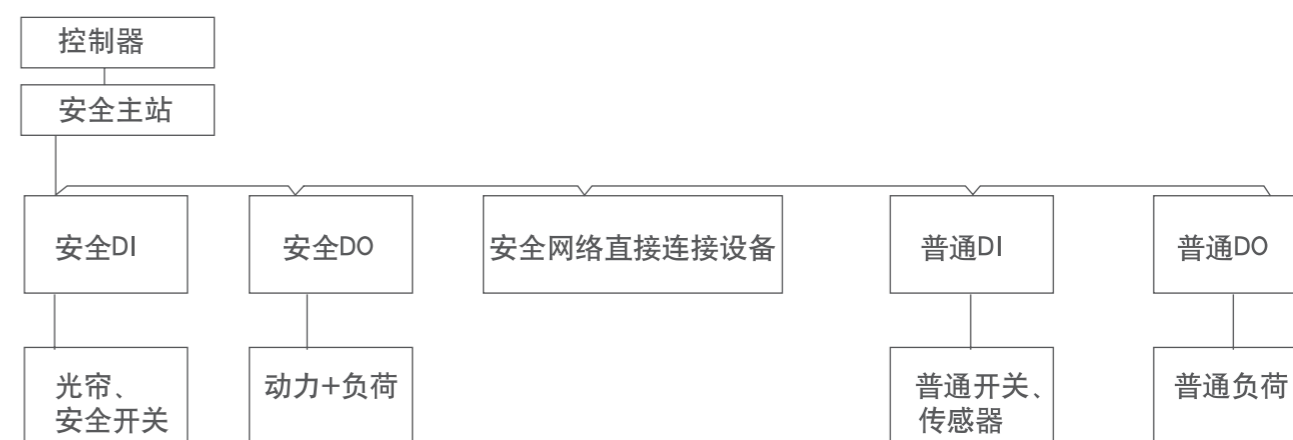 控制器
安全主站
安全DI
安全DO
安全网络直接连接设备
普通DI
普通DO
光帘、
安全开关
动力+负荷
普通开关、
传感器
普通负荷